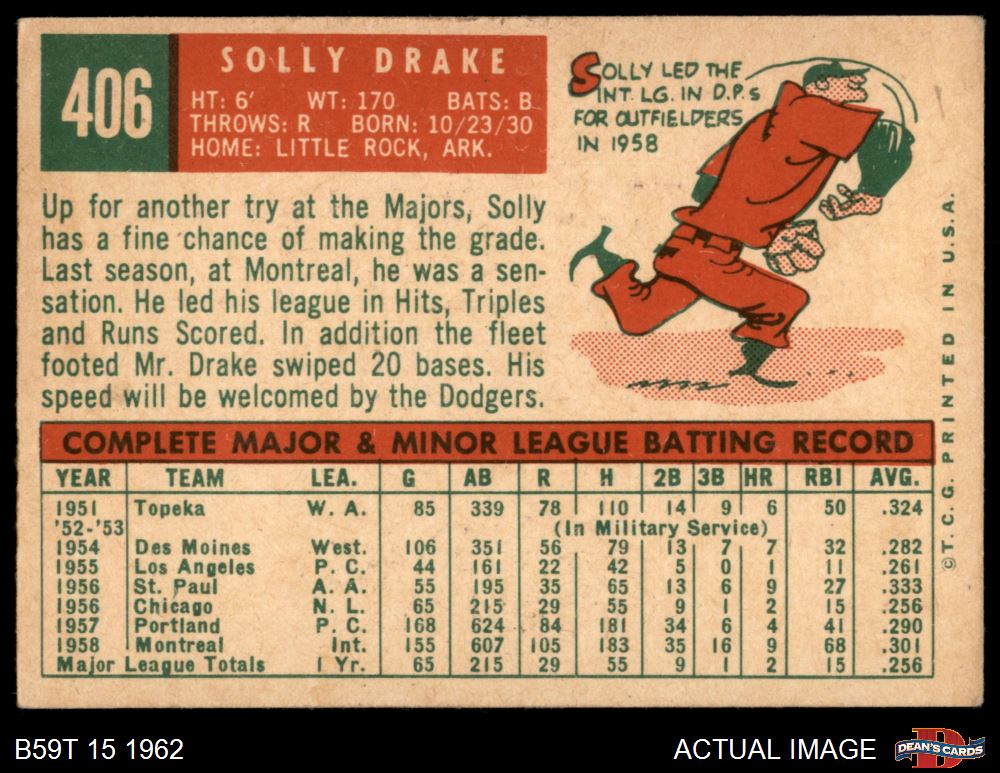 406
SOLLY DRAKE
HT: 6' WT: 170 BATS: B
THROWS: R BORN: 10/23/30
HOME: LITTLE ROCK, ARK.
SOLLY LED THE
INT. LG. IN D.P.s
FOR OUTFIELDERS
IN 1958
Up for another try at the Majors, Solly
has a fine chance of making the grade.
Last season, at Montreal, he was a sen-
sation. He led his league in Hits, Triples
and Runs Scored. In addition the fleet
footed Mr. Drake swiped 20 bases. His
speed will be welcomed by the Dodgers.
COMPLETE MAJOR & MINOR LEAGUE BATTING RECORD
YEAR TEAM LEA. G AB R H 2B 3B HR RBI AVG.
1951 Topeka W. A. 85 339 78 110 14 9 6 50 .324
'52-'53 (In Military Service)
1954 Des Moines West. 106 351 56 79 13 7 7 32 .282
1955 Los Angeles P. C. 44 161 22 42 5 0 1 11 .261
1956 St. Paul A. A. 55 195 35 65 13 6 9 27 .333
1956 Chicago N. L. 65 215 29 55 9 1 2 15 .256
1957 Portland P. C. 168 624 84 181 34 6 4 41 .290
1958 Montreal Int. 155 607 105 183 35 16 9 68 .301
Major League Totals 1 Yr. 65 215 29 55 9 1 2 15 .256
©T. C. G. PRINTED IN U.S.A.
B59T 15 1962
ACTUAL IMAGE
D
DEAN'S CARDS